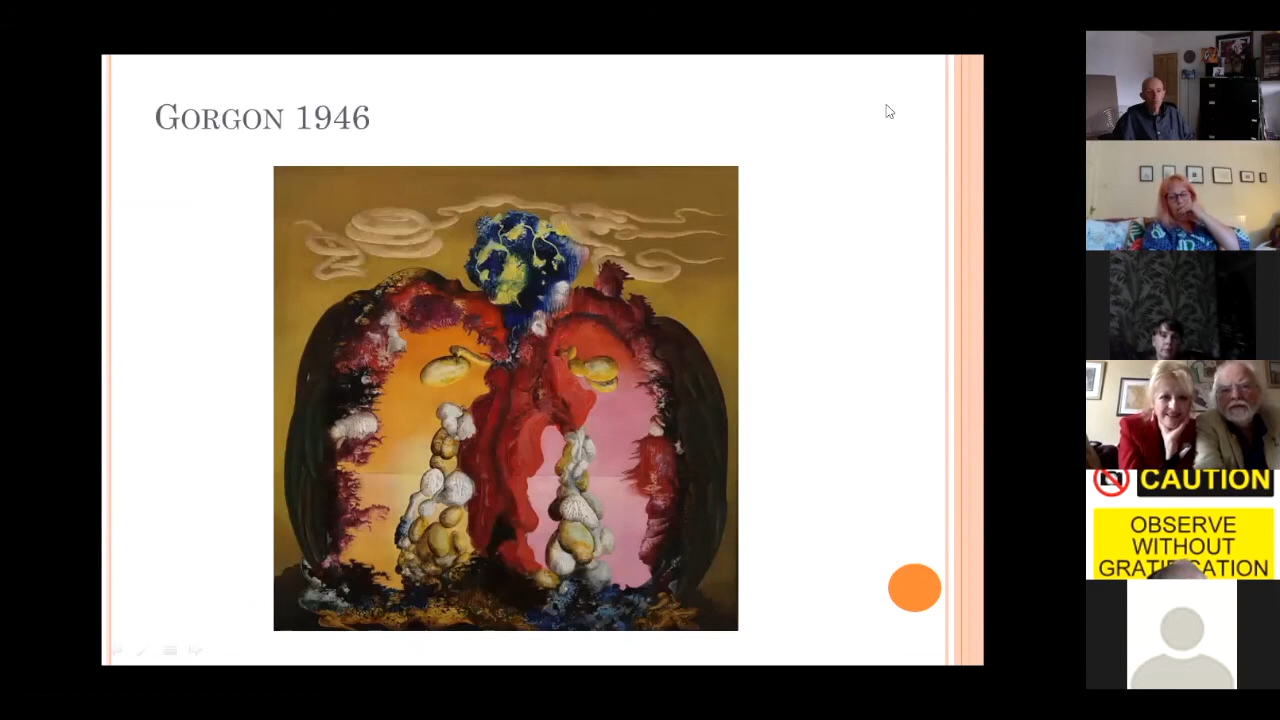 Gorgon 1946
CAUTION
OBSERVE
WITHOUT
GRATIFICATION